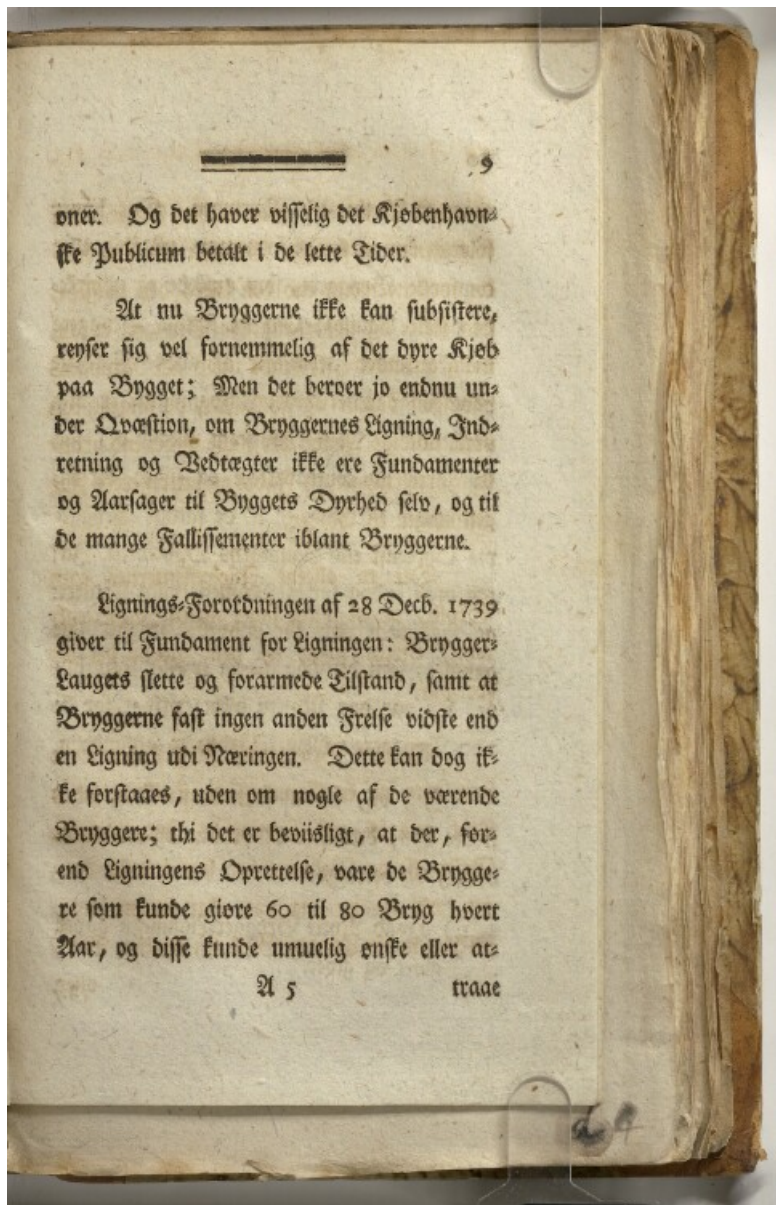 9
oner. Og det haver visselig det Kjøbenhavn-
ske Publicum betalt i de lette Tider.
At nu Bryggerne ikke kan subsistere,
reyser sig vel fornemmelig af det dyre Kjøb
paa Bygget; Men det beroer jo endnu un-
der Qvæstion, om Bryggernes Ligning, Ind-
retning og Vedtægter ikke ere Fundamenter
og Aarsager til Byggets Dyrhed selv, og til
de mange Fallissementer iblant Bryggerne.
Lignings-Forordningen af 28 Decb. 1739
giver til Fundament for Ligningen: Brygger-
Laugets slette og forarmede Tilstand, samt at
Bryggerne fast ingen anden Frelse vidste end
en Ligning udi Næringen. Dette kan dog ik-
ke forstaaes, uden om nogle af de værende
Bryggere; thi det er beviisligt, at der, før-
end Ligningens Oprettelse, vare de Brygge-
re som kunde giøre 60 til 80 Bryg hvert
Aar, og disse kunde umuelig ønske eller at-
A 5 traae